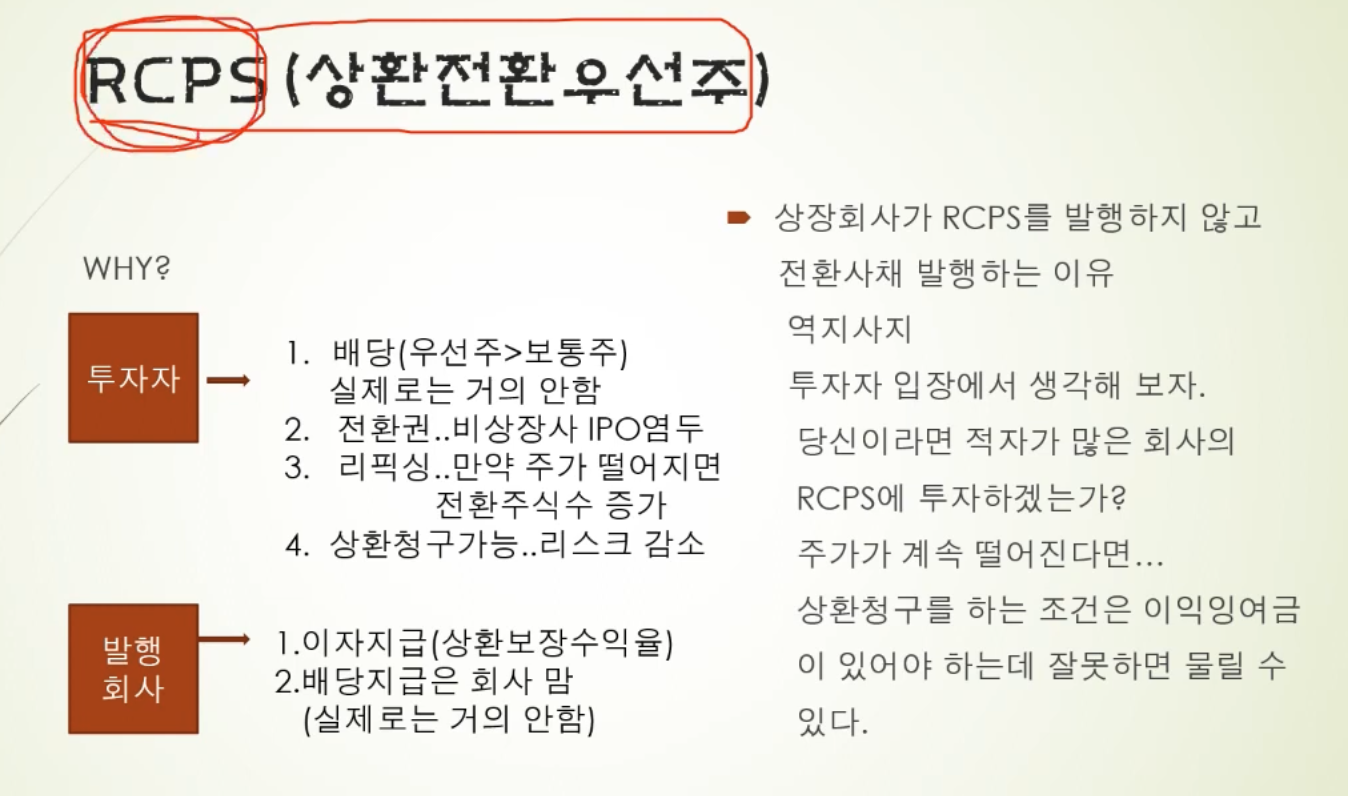 RCPS (상환전환우선주)
WHY?
투자자
1. 배당(우선주>보통주)
실제로는 거의 안함
2. 전환권..비상장사 IPO염두
3. 리픽싱..만약 주가 떨어지면
전환주식수 증가
4. 상환청구가능..리스크 감소
발행
회사
1.이자지급(상환보장수익율)
2.배당지급은 회사 맘
(실제로는 거의 안함)
상장회사가 RCPS를 발행하지 않고
전환사채 발행하는 이유
역지사지
투자자 입장에서 생각해 보자.
당신이라면 적자가 많은 회사의
RCPS에 투자하겠는가?
주가가 계속 떨어진다면...
상환청구를 하는 조건은 이익잉여금
이 있어야 하는데 잘못하면 물릴 수
있다.